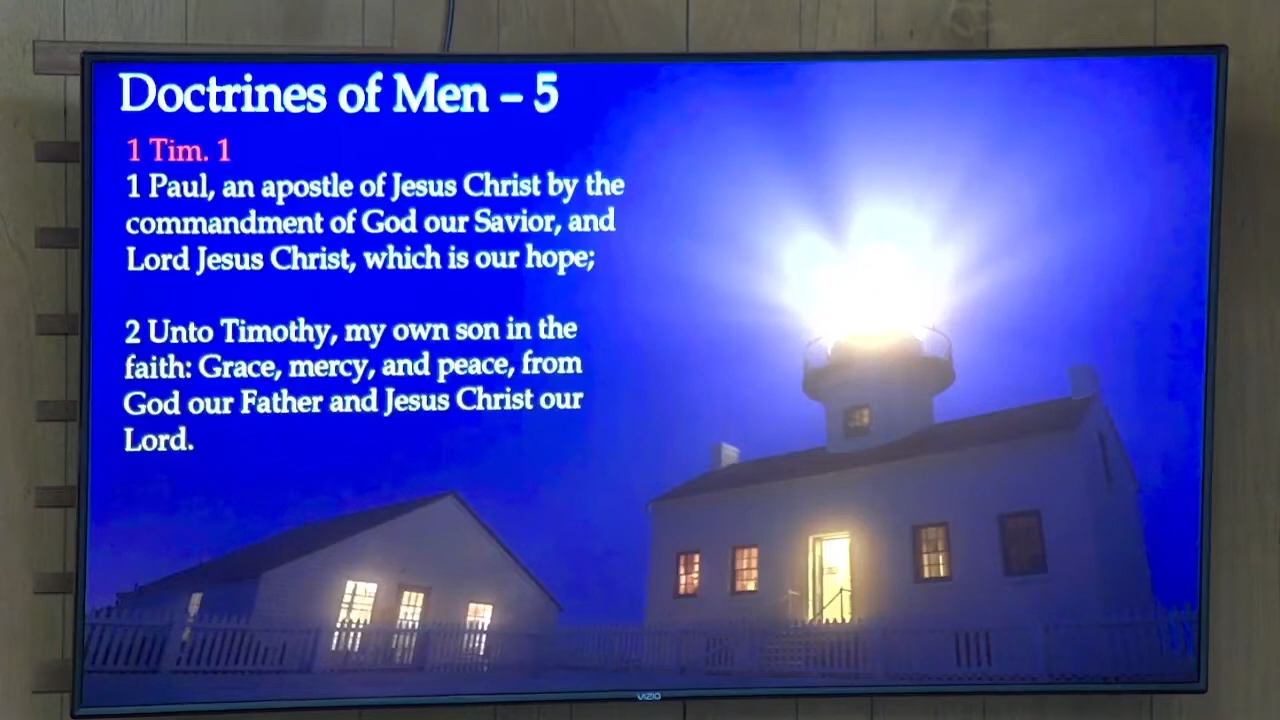 Doctrines of Men – 5
1 Tim. 1
1 Paul, an apostle of Jesus Christ by the
commandment of God our Savior, and
Lord Jesus Christ, which is our hope;
2 Unto Timothy, my own son in the
faith: Grace, mercy, and peace, from
God our Father and Jesus Christ our
Lord.
VIZIO